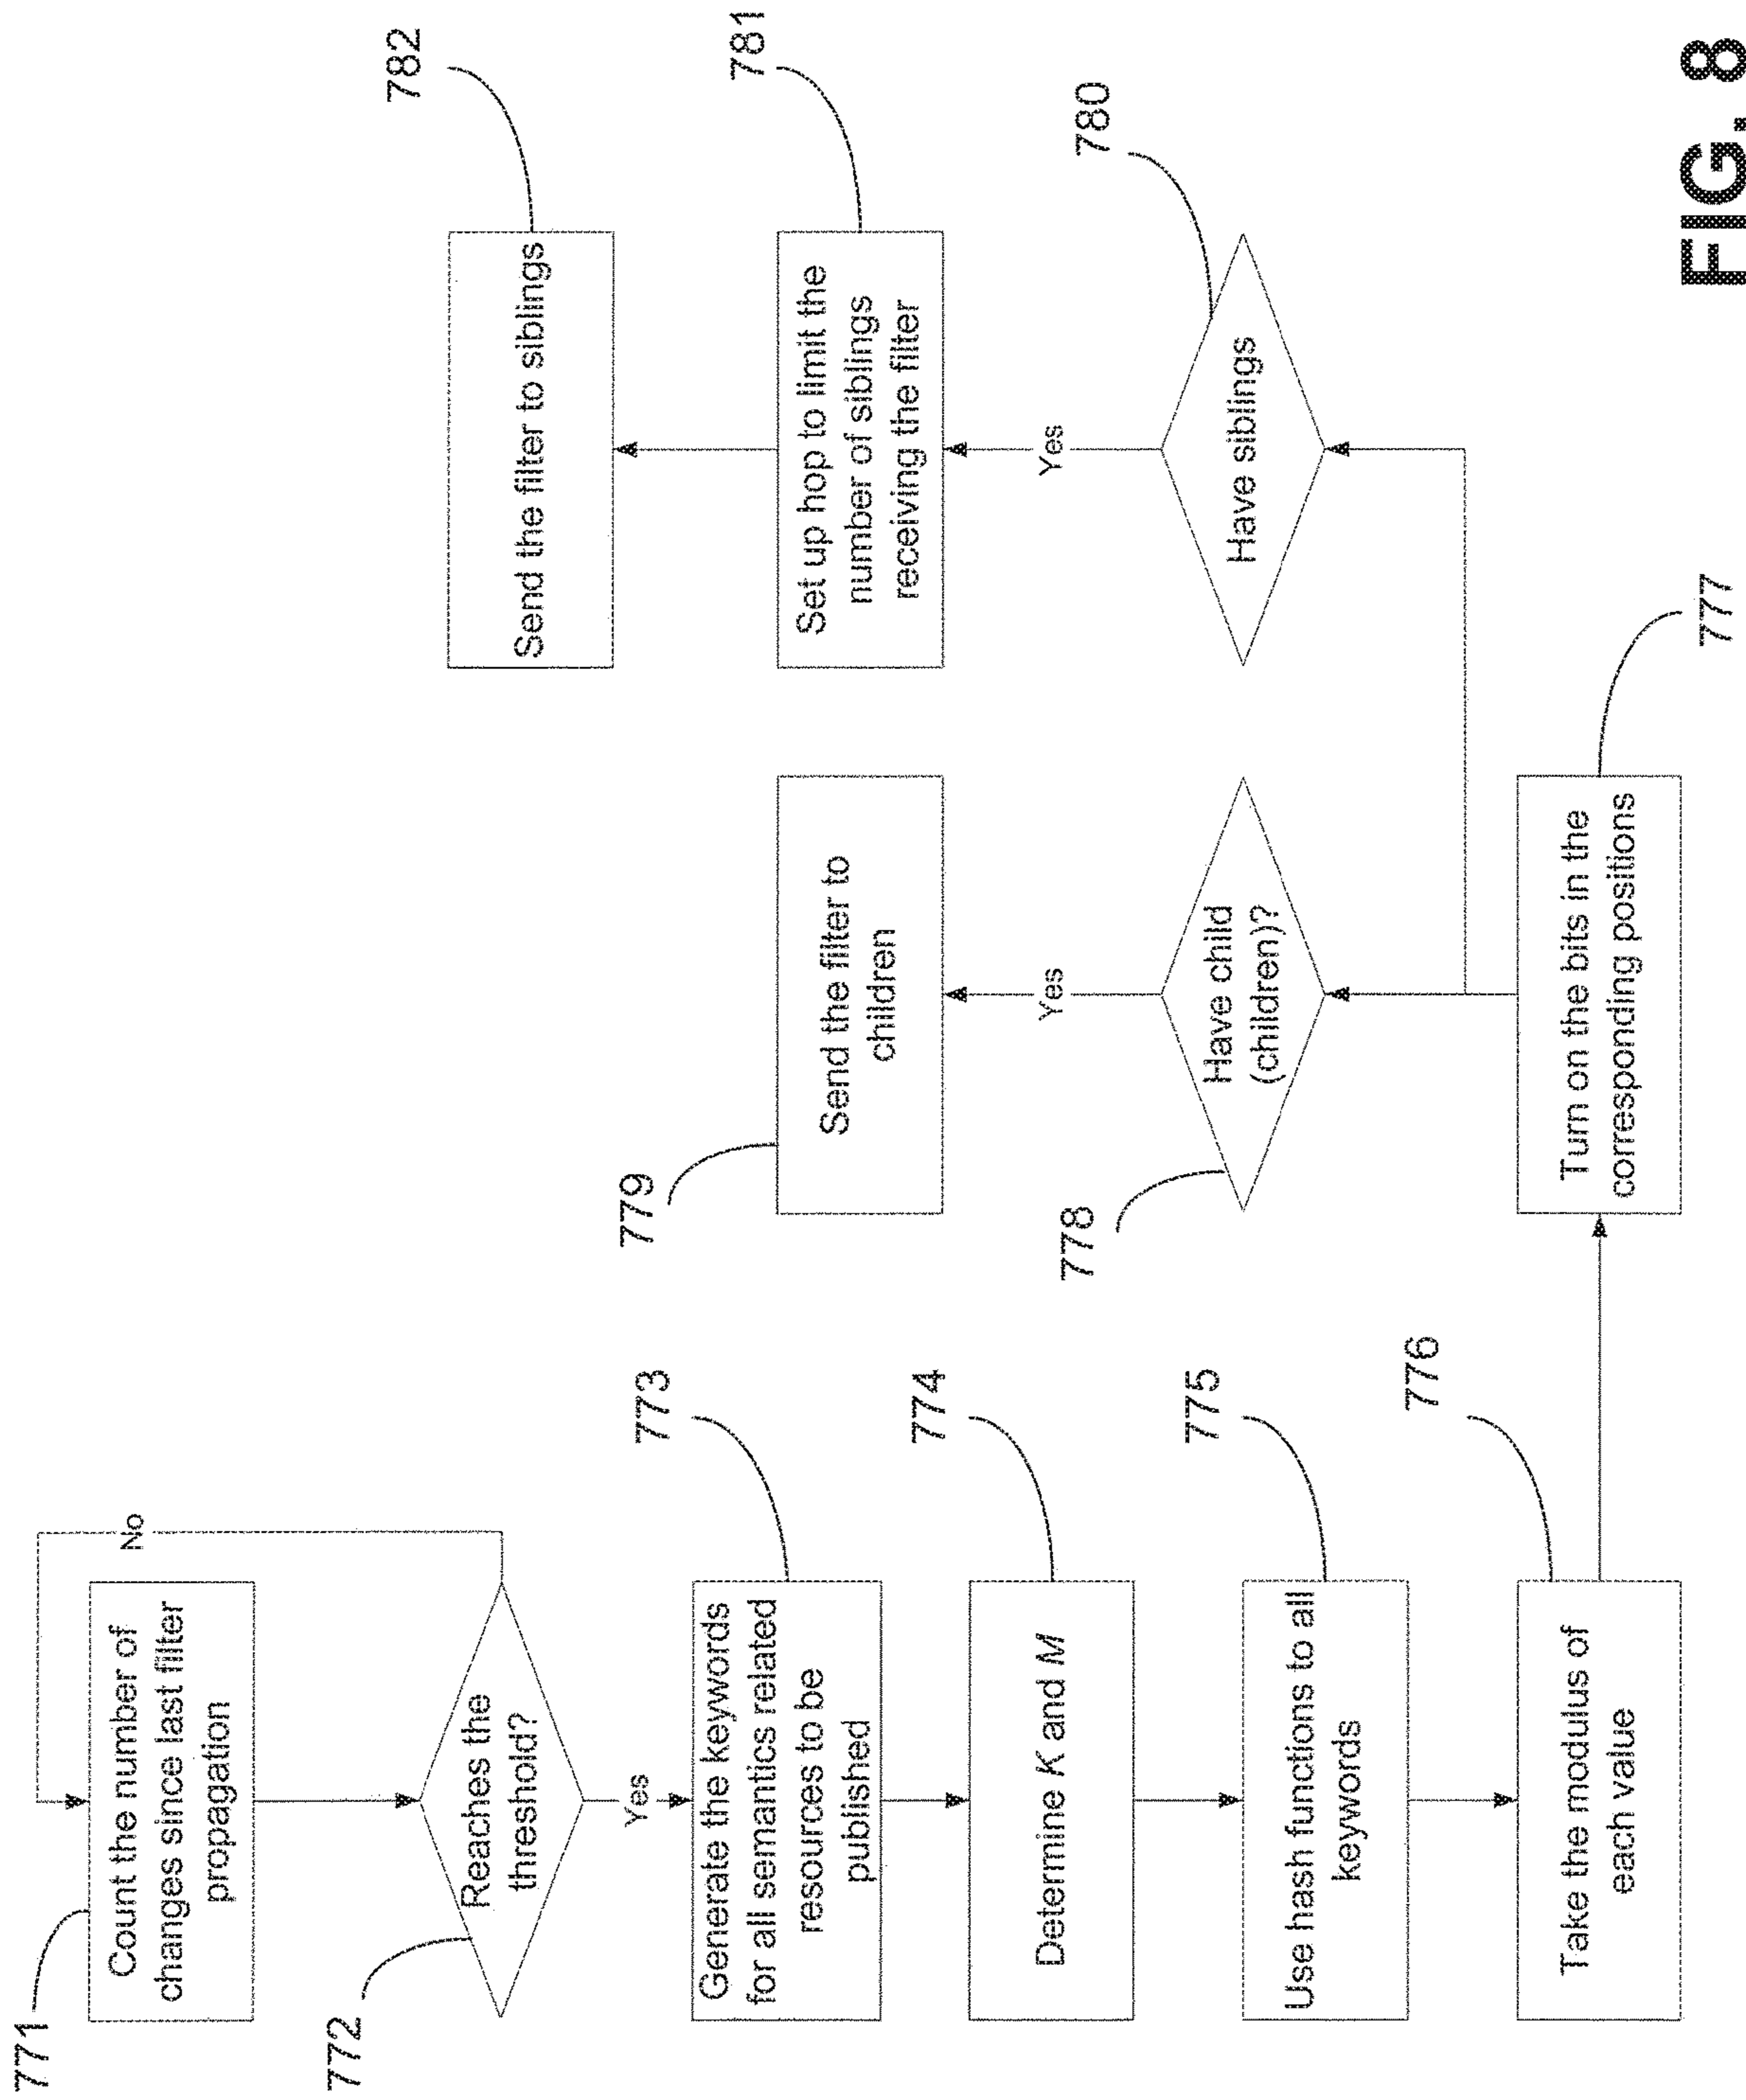 771
Count the number of
changes since last filter
propagation
No
772
Reaches the
threshold?
Yes
773
Generate the keywords
for all semantics related
resources to be
published
774
Determine K and M
775
Use hash functions to all
keywords
776
Take the modulus of
each value
777
Turn on the bits in the
corresponding positions
778
Have child
(children)?
Yes
779
Send the filter to
children
780
Have siblings
Yes
781
Set up hop to limit the
number of siblings
receiving the filter
782
Send the filter to siblings
FIG. 8